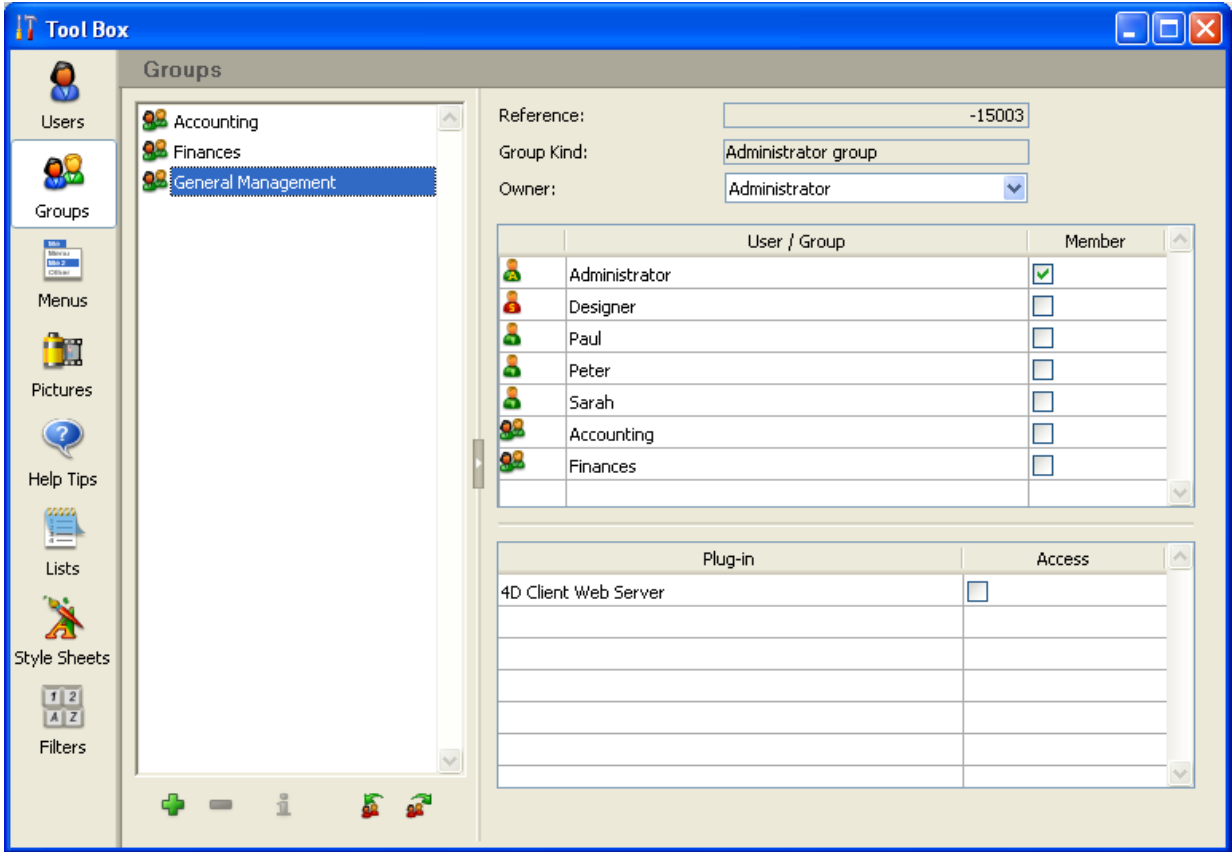 Tool Box
Users
Groups
Menus
Pictures
Help Tips
Lists
Style Sheets
1 2
A Z
Filters
Groups
Accounting
Finances
General Management
Reference: -15003
Group Kind: Administrator group
Owner: Administrator
User / Group Member
Administrator
Designer
Paul
Peter
Sarah
Accounting
Finances
Plug-in Access
4D Client Web Server